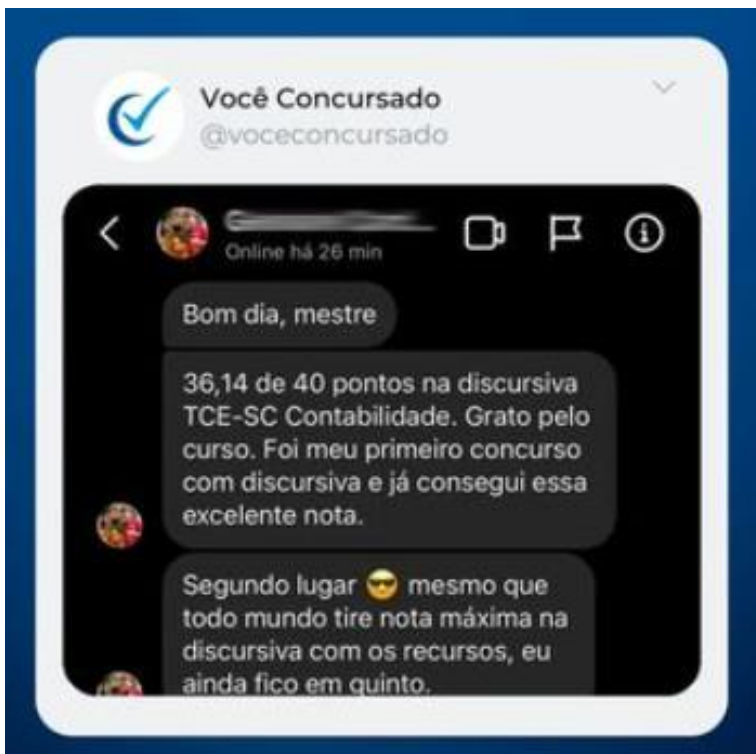 Você Concursado
@voceconcursado
Online há 26 min
Bom dia, mestre
36,14 de 40 pontos na discursiva
TCE-SC Contabilidade. Grato pelo
curso. Foi meu primeiro concurso
com discursiva e já consegui essa
excelente nota.
Segundo lugar 😎 mesmo que
todo mundo tire nota máxima na
discursiva com os recursos, eu
ainda fico em quinto.